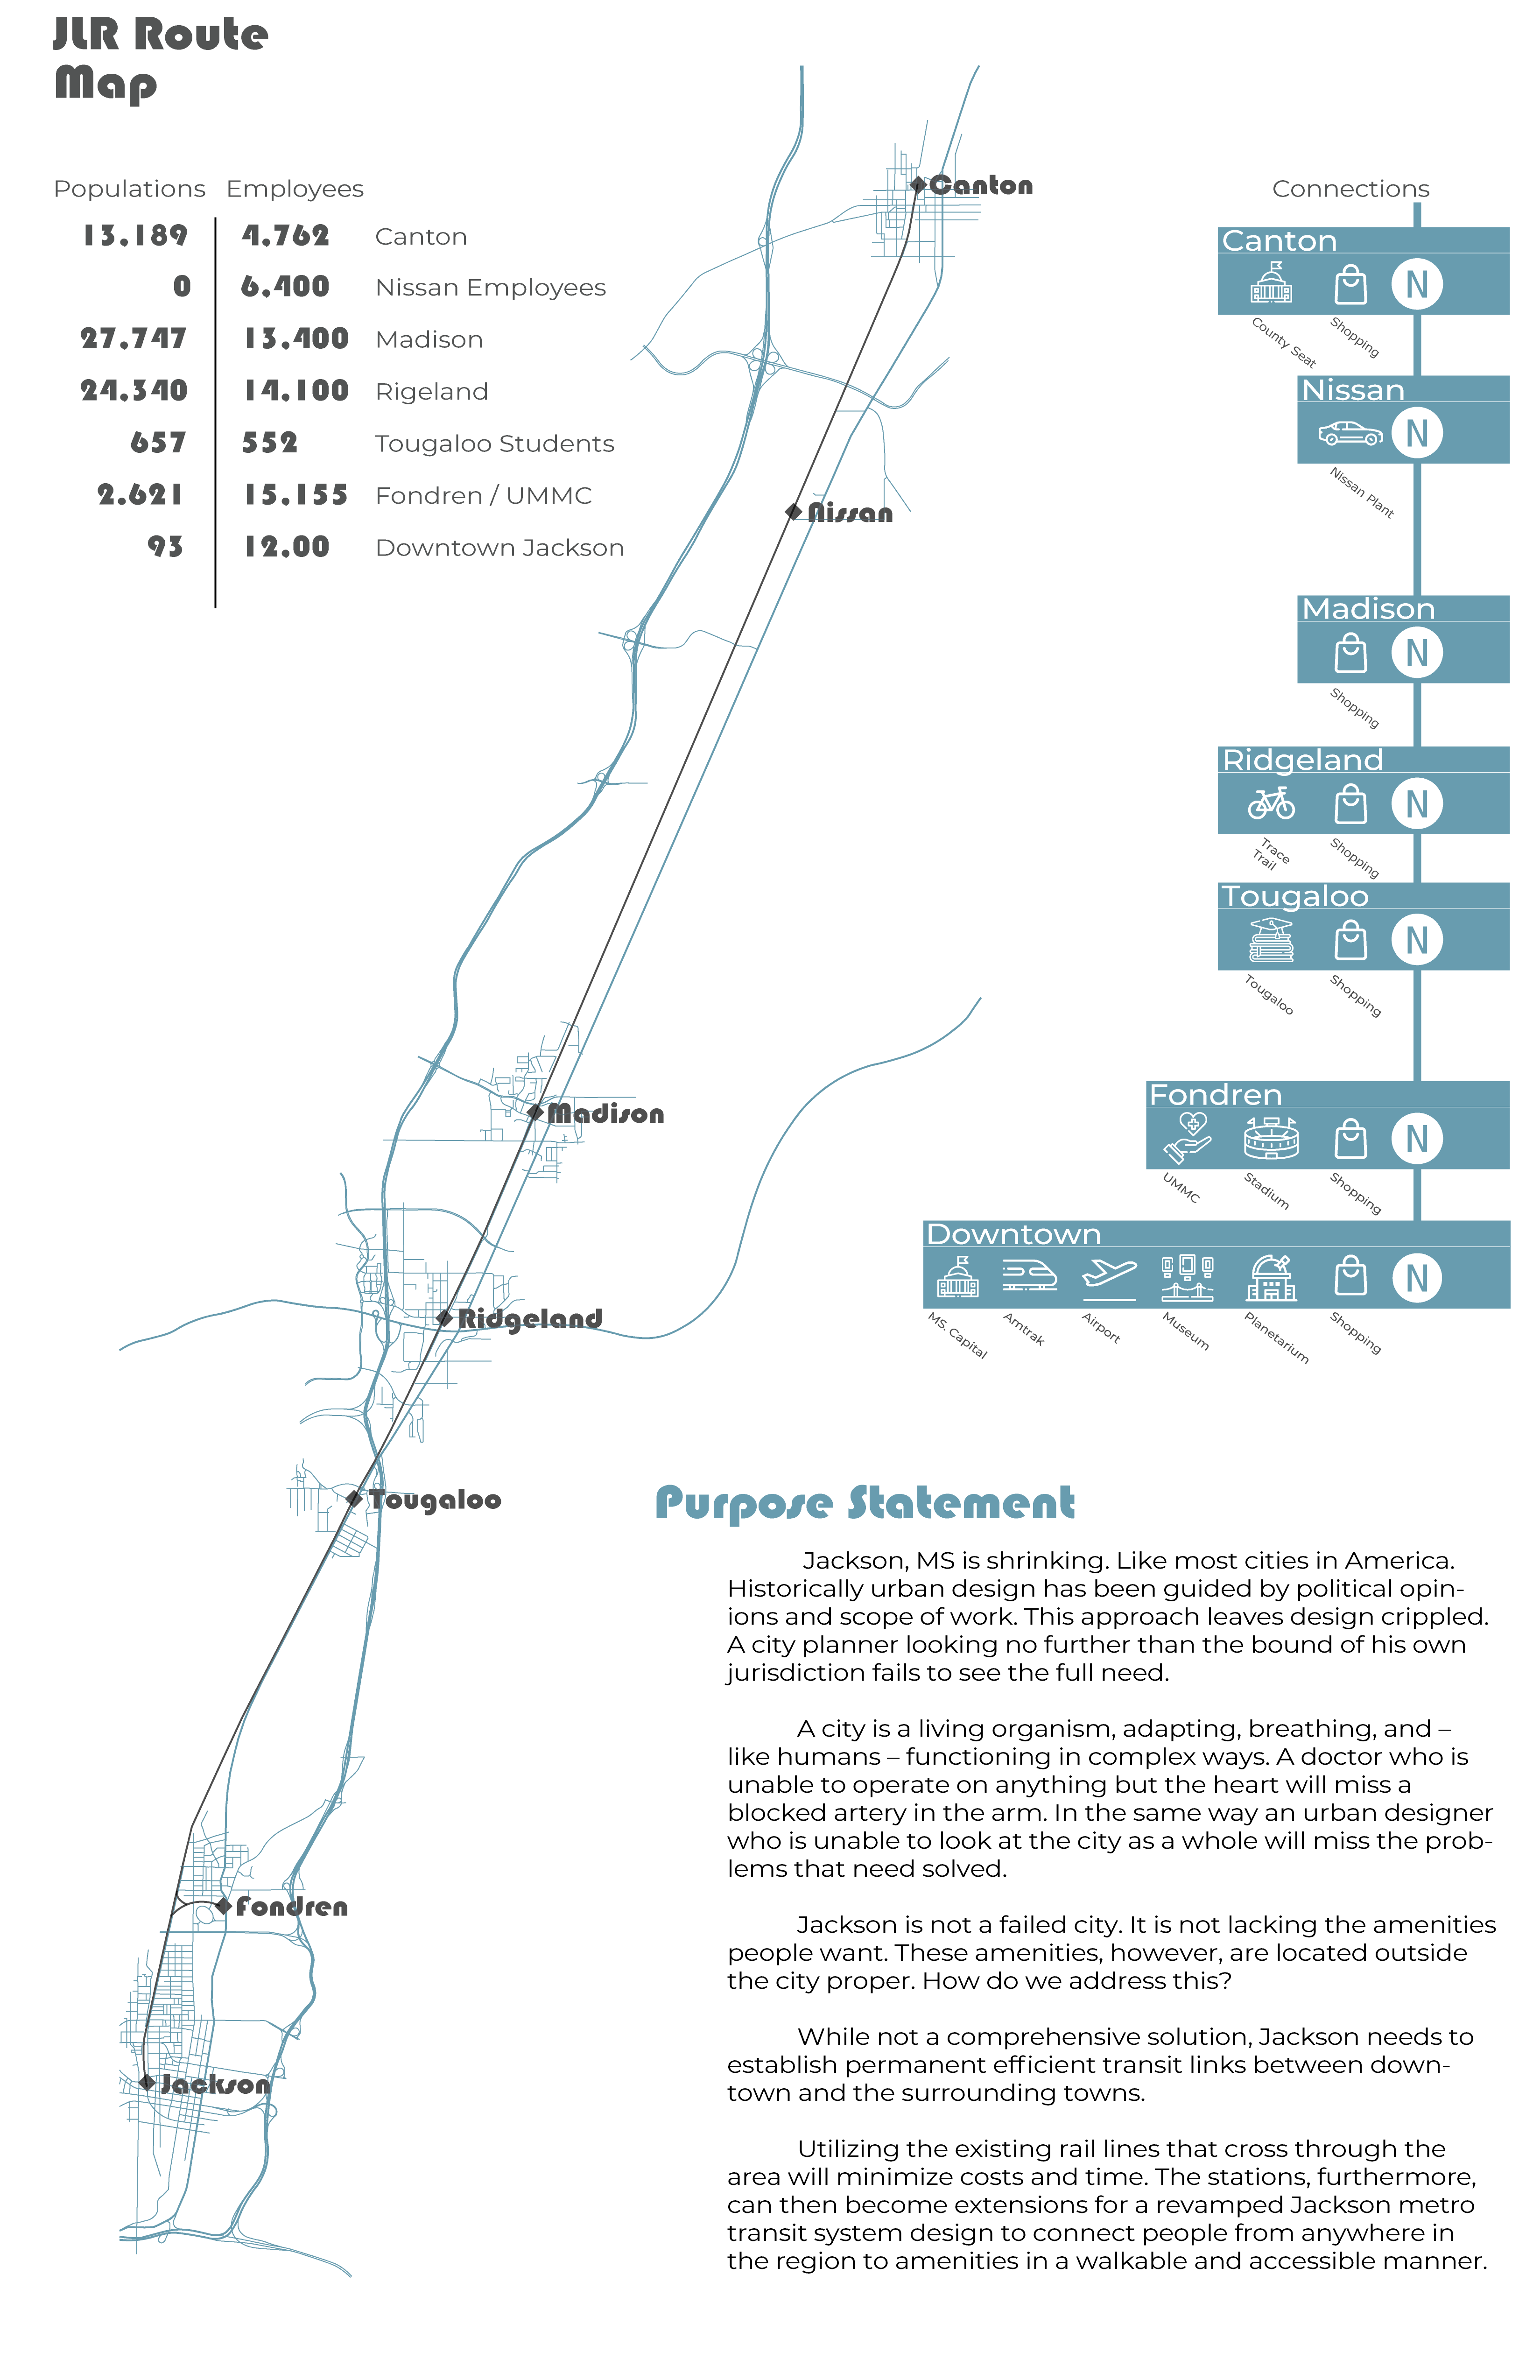 JLR Route
Map
Populations Employees
13,189 4,762 Canton
0 6,400 Nissan Employees
27,747 13,400 Madison
24,340 14,100 Rigeland
657 552 Tougaloo Students
2,621 15,155 Fondren / UMMC
93 12,00 Downtown Jackson
Canton
Nissan
Madison
Ridgeland
Tougaloo
Fondren
Jackson
Connections
Canton
N
County Seat
Shopping
Nissan
N
Nissan Plant
Madison
N
Shopping
Ridgeland
N
Trace
Trail
Shopping
Tougaloo
N
Tougaloo
Shopping
Fondren
N
UMMC
Stadium
Shopping
Downtown
N
MS. Capital
Amtrak
Airport
Museum
Planetarium
Shopping
Purpose Statement
Jackson, MS is shrinking. Like most cities in America.
Historically urban design has been guided by political opin-
ions and scope of work. This approach leaves design crippled.
A city planner looking no further than the bound of his own
jurisdiction fails to see the full need.
A city is a living organism, adapting, breathing, and –
like humans – functioning in complex ways. A doctor who is
unable to operate on anything but the heart will miss a
blocked artery in the arm. In the same way an urban designer
who is unable to look at the city as a whole will miss the prob-
lems that need solved.
Jackson is not a failed city. It is not lacking the amenities
people want. These amenities, however, are located outside
the city proper. How do we address this?
While not a comprehensive solution, Jackson needs to
establish permanent efficient transit links between down-
town and the surrounding towns.
Utilizing the existing rail lines that cross through the
area will minimize costs and time. The stations, furthermore,
can then become extensions for a revamped Jackson metro
transit system design to connect people from anywhere in
the region to amenities in a walkable and accessible manner.